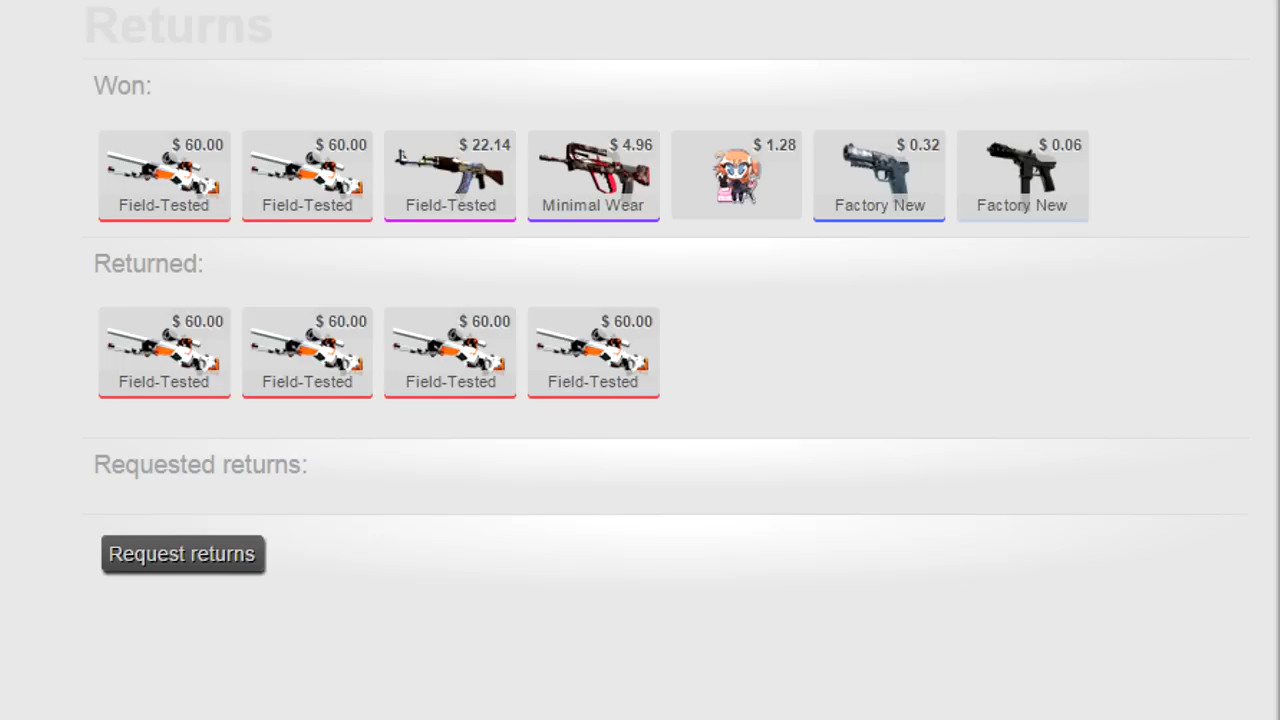 Returns
Won:
$ 60.00 $ 60.00 $ 22.14 $ 4.96 $ 1.28 $ 0.32 $ 0.06
Field-Tested Field-Tested Field-Tested Minimal Wear Factory New Factory New
Returned:
$ 60.00 $ 60.00 $ 60.00 $ 60.00
Field-Tested Field-Tested Field-Tested Field-Tested
Requested returns:
Request returns